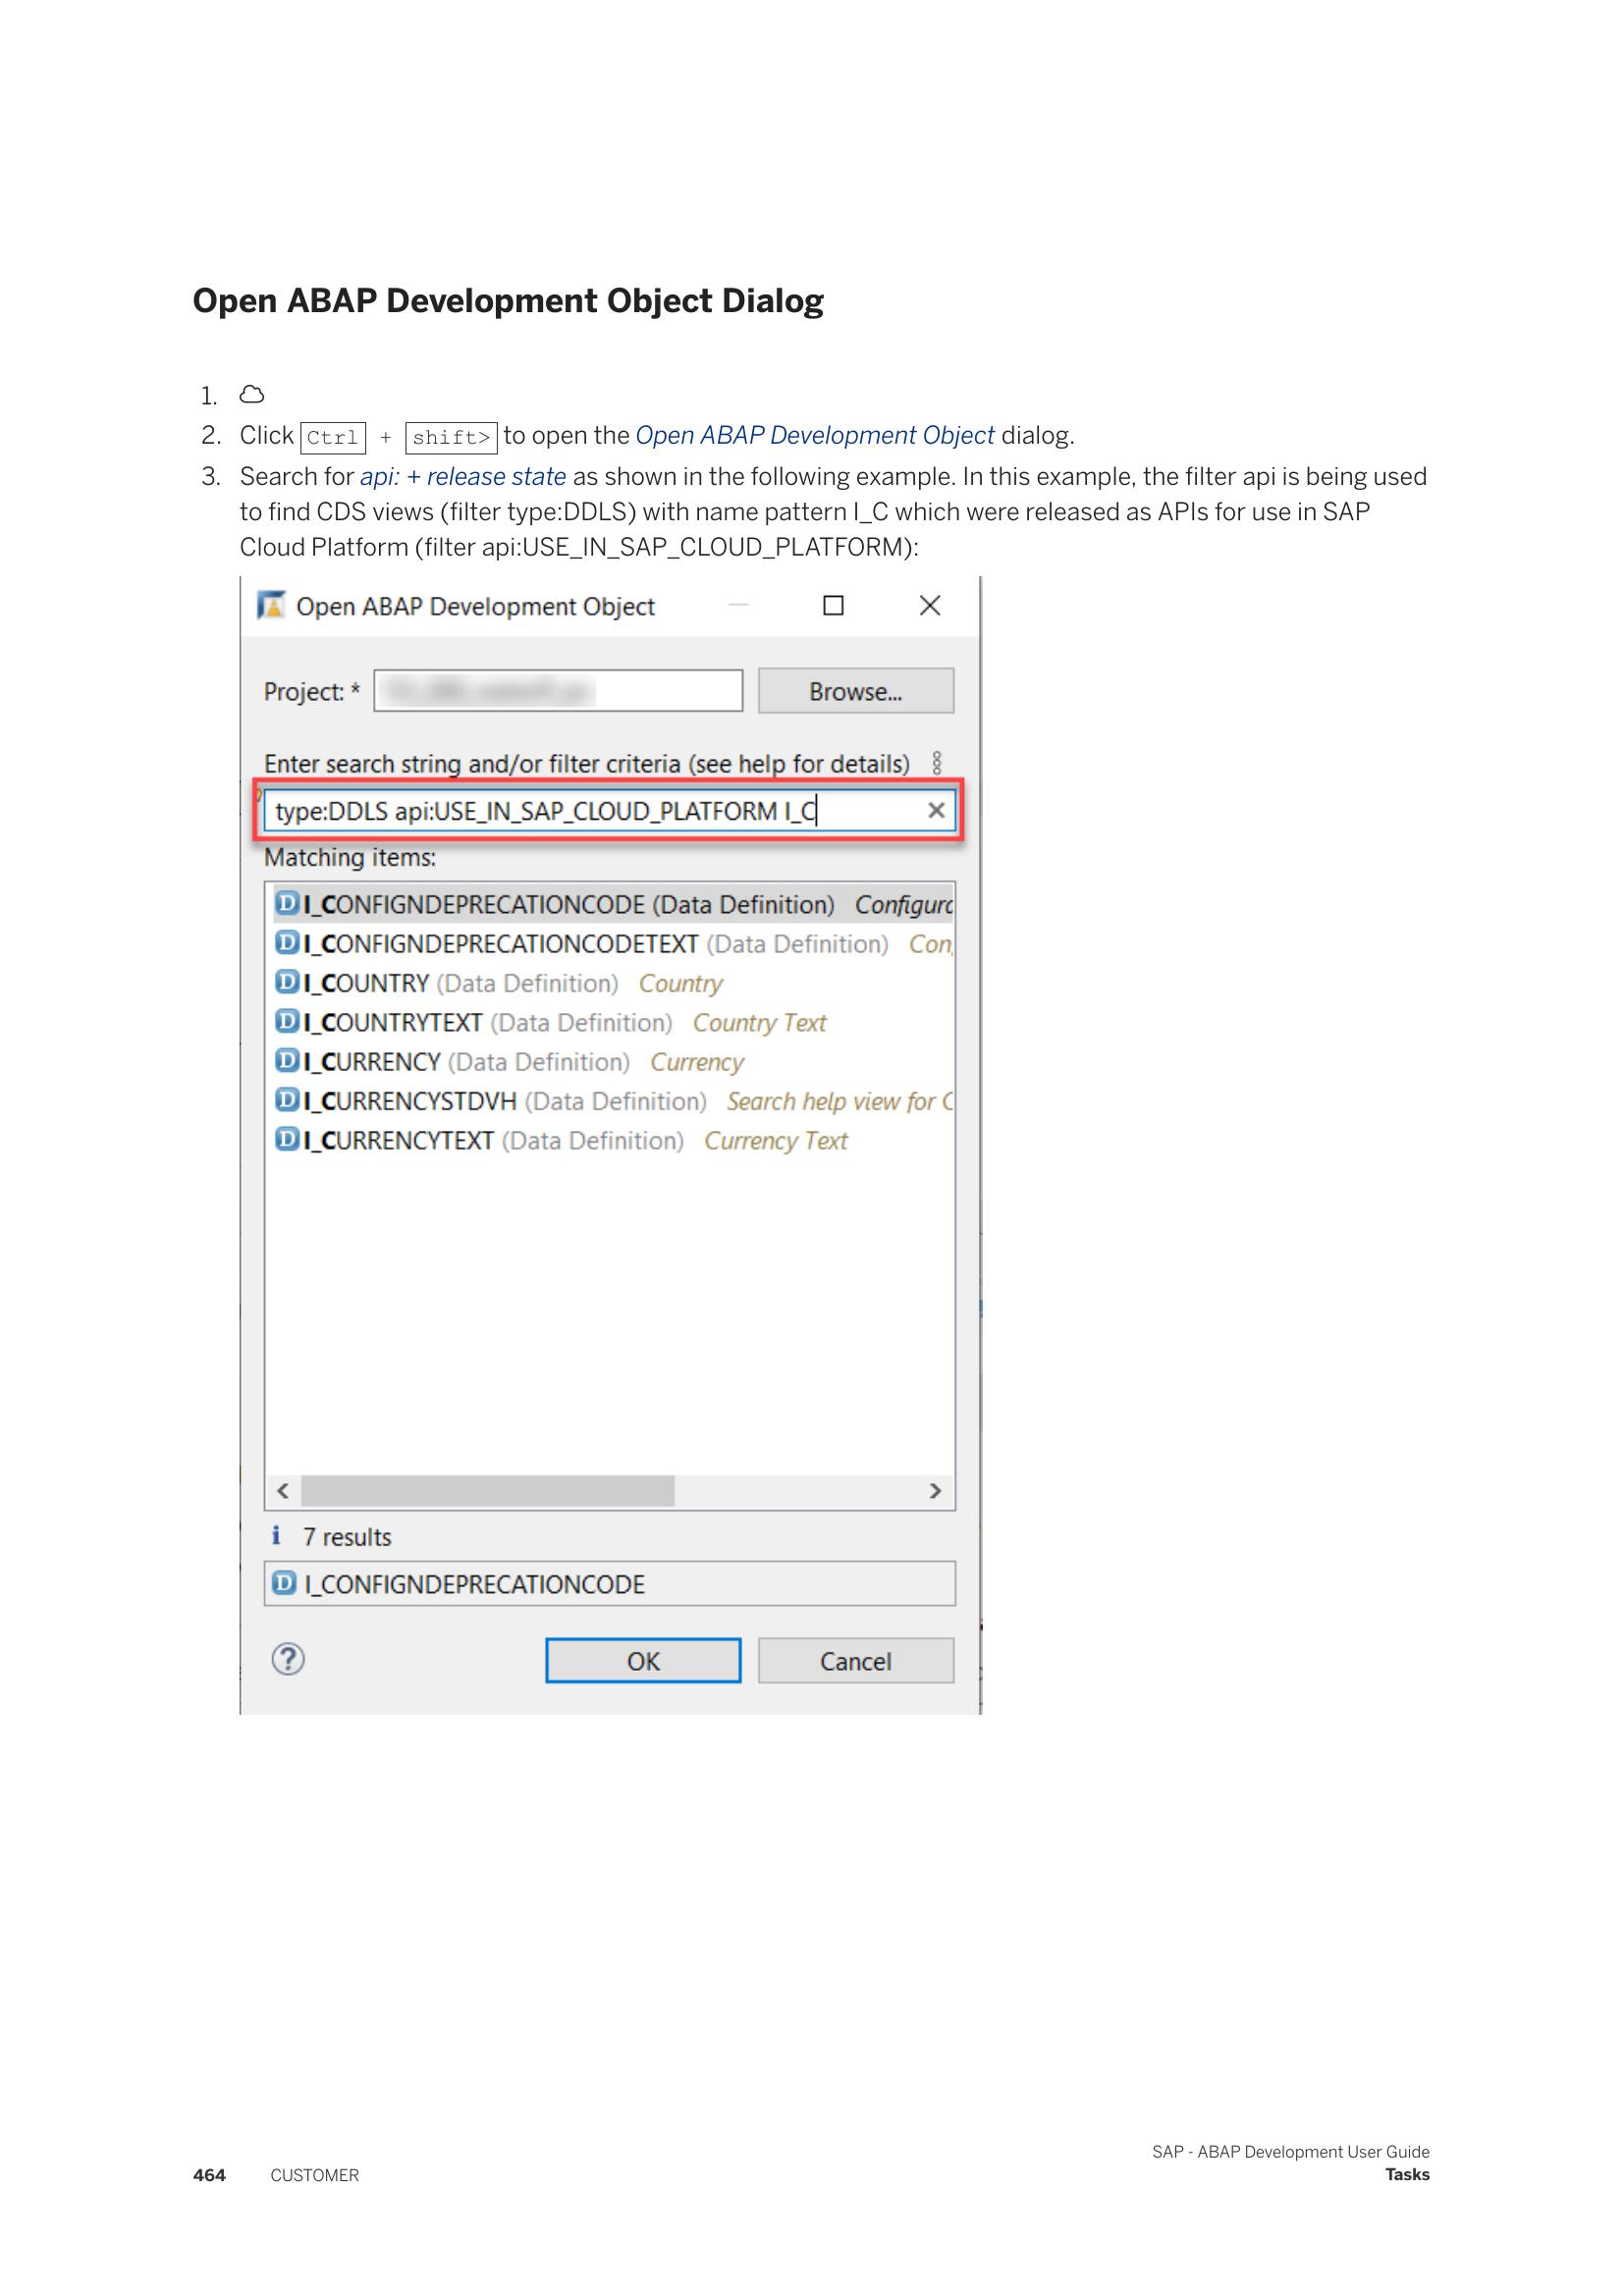 Open ABAP Development Object Dialog
1.
2. Click Ctrl + shift> to open the Open ABAP Development Object dialog.
3. Search for api: + release state as shown in the following example. In this example, the filter api is being used
to find CDS views (filter type:DDLS) with name pattern I_C which were released as APIs for use in SAP
Cloud Platform (filter api:USE_IN_SAP_CLOUD_PLATFORM):
Open ABAP Development Object
Project: * Browse...
Enter search string and/or filter criteria (see help for details)
type:DDLS api:USE_IN_SAP_CLOUD_PLATFORM I_C
Matching items:
D I_CONFIGNDEPRECATIONCODE (Data Definition) Configurc
D I_CONFIGNDEPRECATIONCODETEXT (Data Definition) Con
D I_COUNTRY (Data Definition) Country
D I_COUNTRYTEXT (Data Definition) Country Text
D I_CURRENCY (Data Definition) Currency
D I_CURRENCYSTDVH (Data Definition) Search help view for C
D I_CURRENCYTEXT (Data Definition) Currency Text
i 7 results
D I_CONFIGNDEPRECATIONCODE
? OK Cancel
SAP - ABAP Development User Guide
464 CUSTOMER Tasks